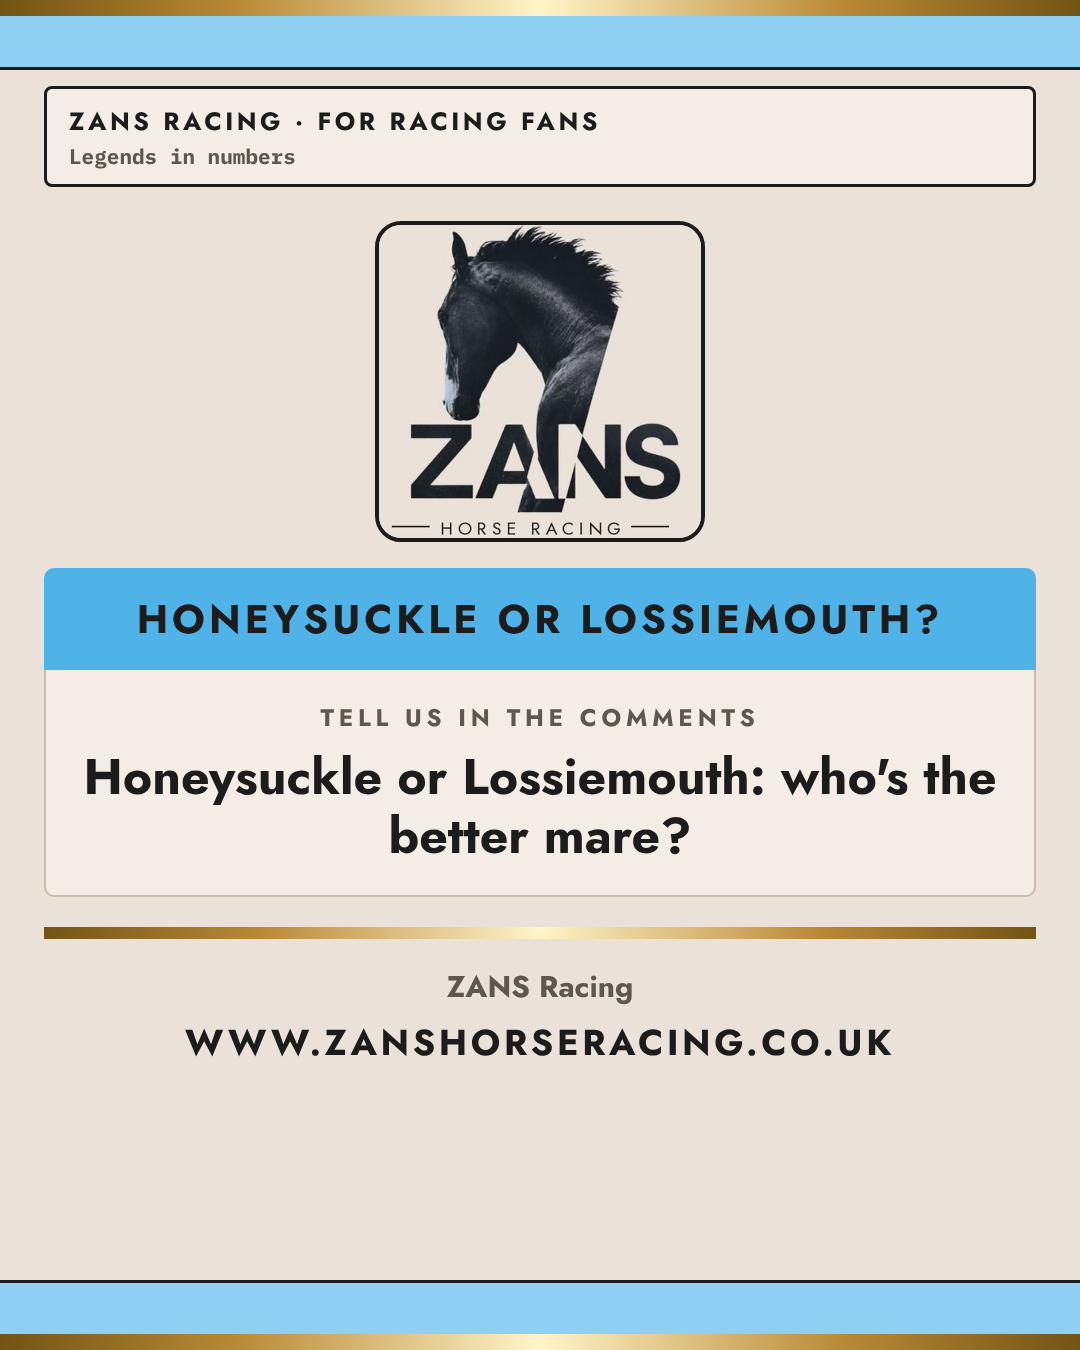 ZANS RACING · FOR RACING FANS
Legends in numbers
ZANS
HORSE RACING
HONEYSUCKLE OR LOSSIEMOUTH?
TELL US IN THE COMMENTS
Honeysuckle or Lossiemouth: who's the
better mare?
ZANS Racing
WWW.ZANSHORSERACING.CO.UK